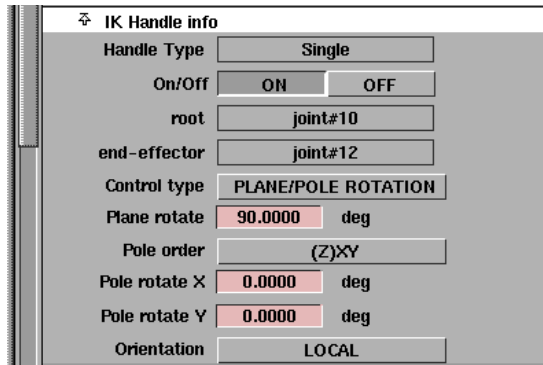 IK Handle info
Handle Type Single
On/Off ON OFF
root joint#10
end-effector joint#12
Control type PLANE/POLE ROTATION
Plane rotate 90.0000 deg
Pole order (Z)XY
Pole rotate X 0.0000 deg
Pole rotate Y 0.0000 deg
Orientation LOCAL